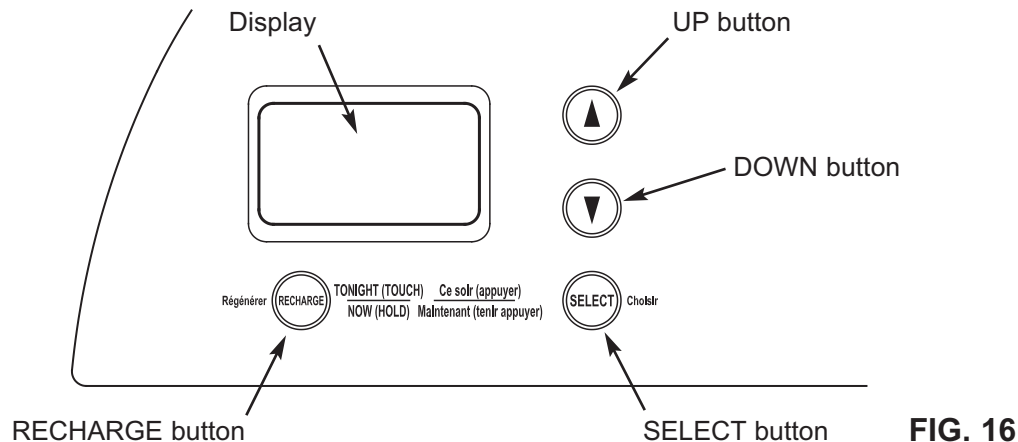 Display
UP button
DOWN button
Régénérer
RECHARGE
TONIGHT (TOUCH)
NOW (HOLD)
Ce soir (appuyer)
Maintenant (tenir appuyer)
SELECT
Choisir
RECHARGE button
SELECT button
FIG. 16